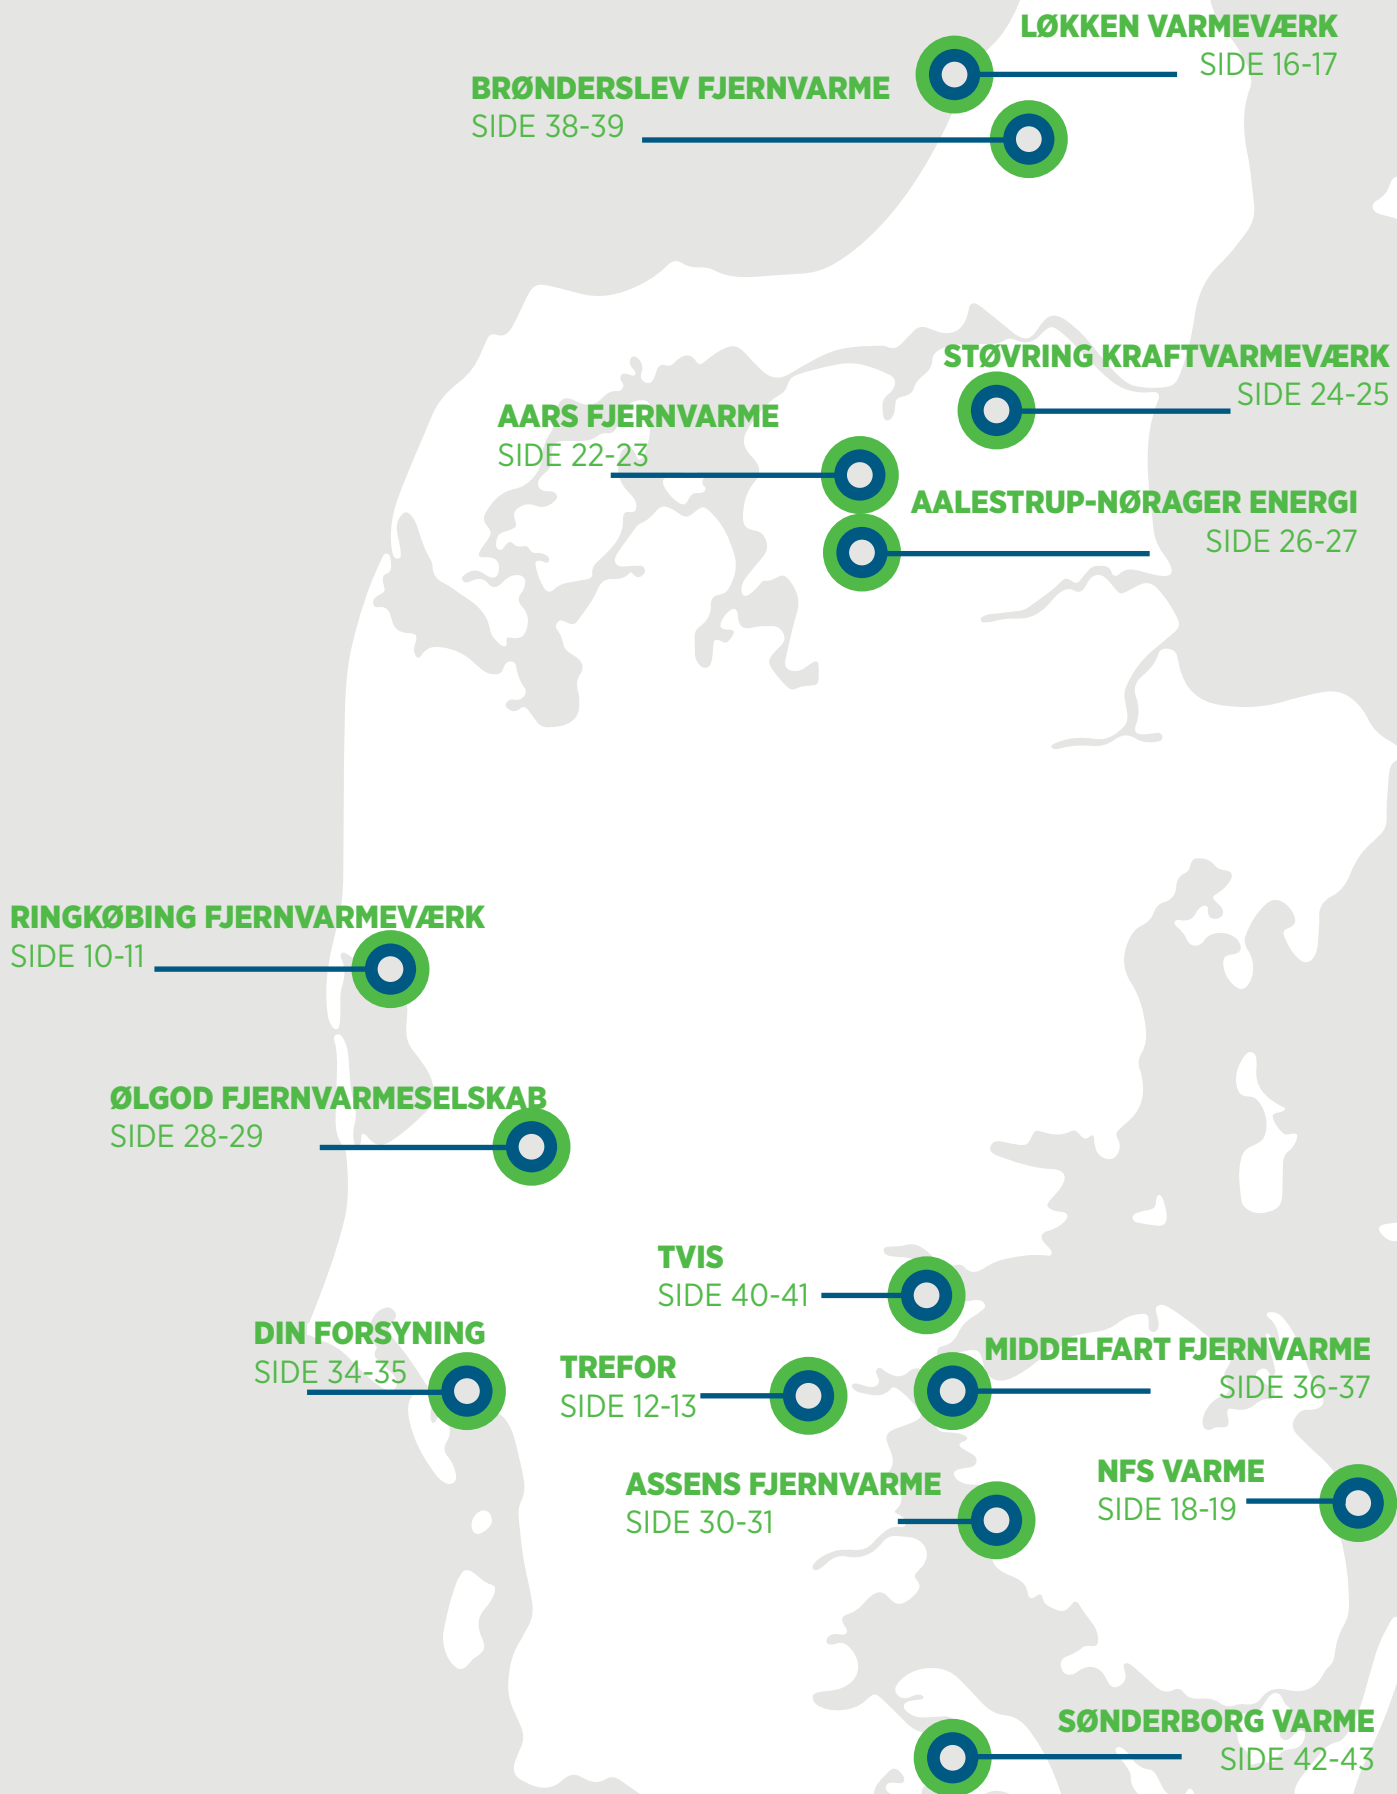 LØKKEN VARMEVÆRK
SIDE 16-17
BRØNDERSLEV FJERNVARME
SIDE 38-39
STØVRING KRAFTVARMEVÆRK
SIDE 24-25
AARS FJERNVARME
SIDE 22-23
AALESTRUP-NØRAGER ENERGI
SIDE 26-27
RINGKØBING FJERNVARMEVÆRK
SIDE 10-11
ØLGOD FJERNVARMESELSKAB
SIDE 28-29
TVIS
SIDE 40-41
DIN FORSYNING
SIDE 34-35
TREFOR
SIDE 12-13
MIDDELFART FJERNVARME
SIDE 36-37
ASSENS FJERNVARME
SIDE 30-31
NFS VARME
SIDE 18-19
SØNDERBORG VARME
SIDE 42-43